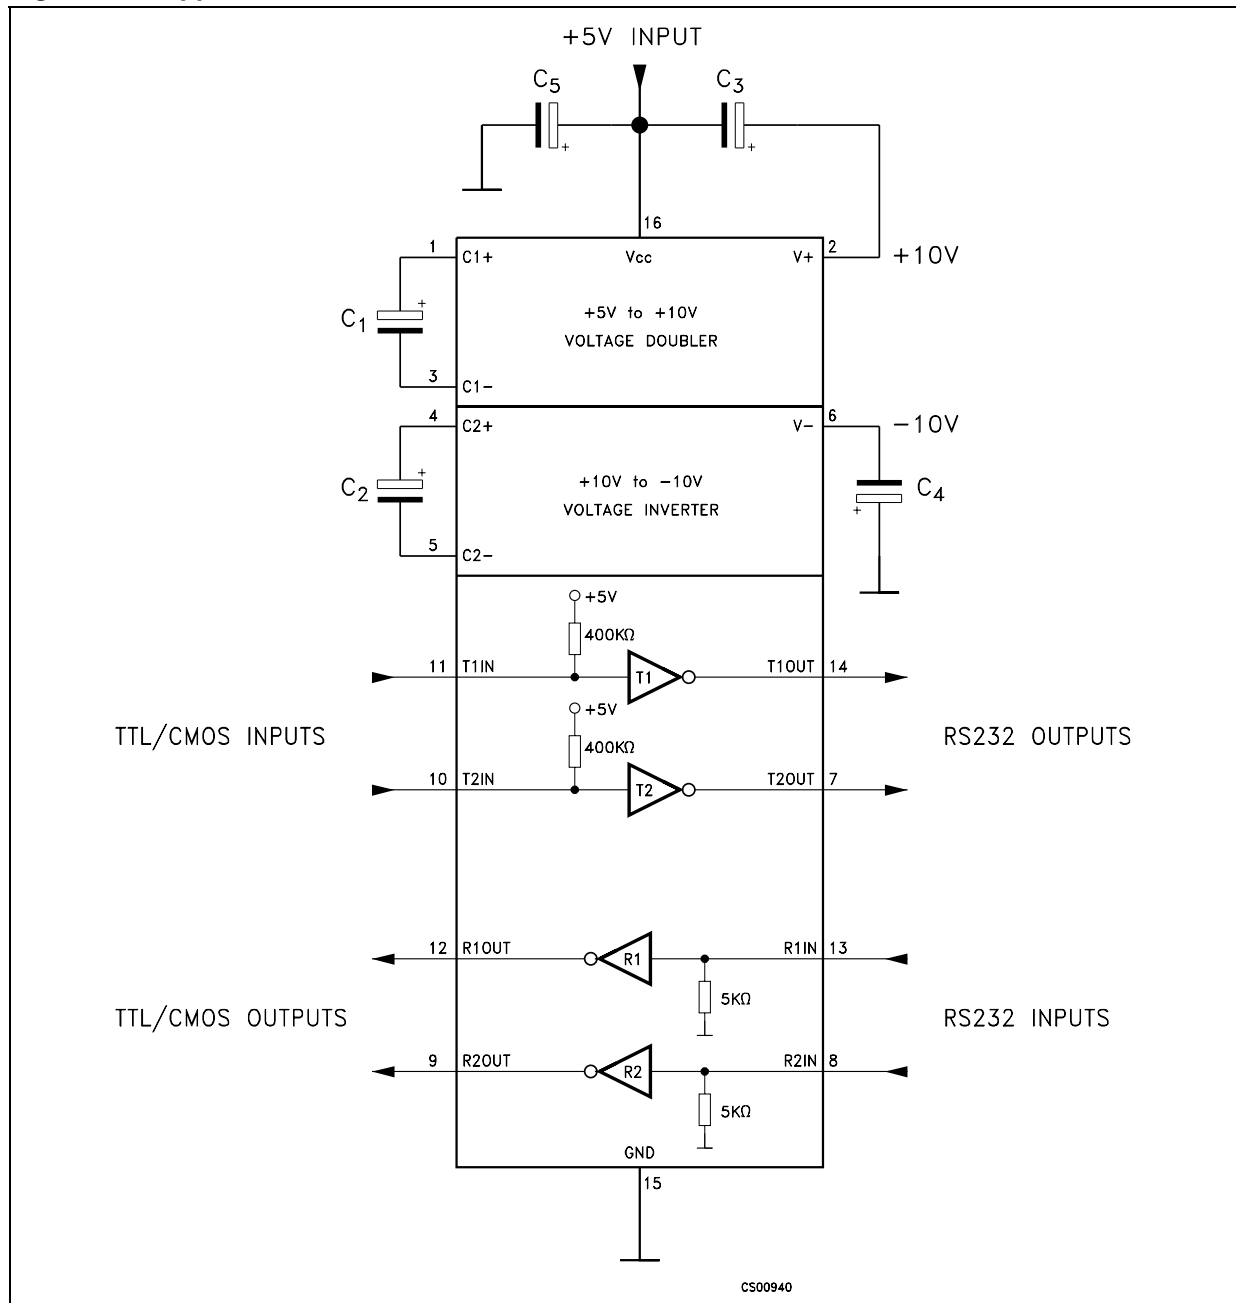 +5V INPUT
C5 C3
+ +
16
1 C1+ Vcc V+ 2 +10V
+
C1 +5V to +10V
VOLTAGE DOUBLER
3 C1-
4 C2+ V- 6 -10V
+
C2 +10V to -10V C4
VOLTAGE INVERTER +
5 C2-
+5V
400KΩ
11 T1IN T1 T1OUT 14
+5V
TTL/CMOS INPUTS RS232 OUTPUTS
400KΩ
10 T2IN T2 T2OUT 7
12 R1OUT R1 R1IN 13
5KΩ
TTL/CMOS OUTPUTS RS232 INPUTS
9 R2OUT R2 R2IN 8
5KΩ
GND
15
CS00940